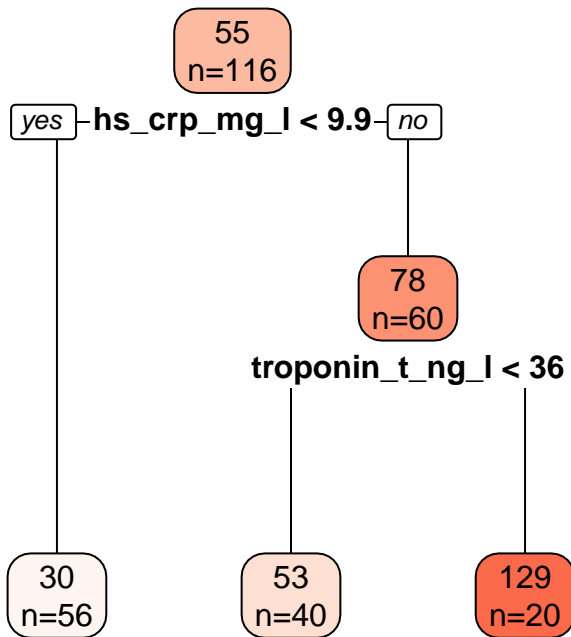 55
n=116
yes hs_crp_mg_l < 9.9 no
78
n=60
troponin_t_ng_l < 36
30
n=56
53
n=40
129
n=20